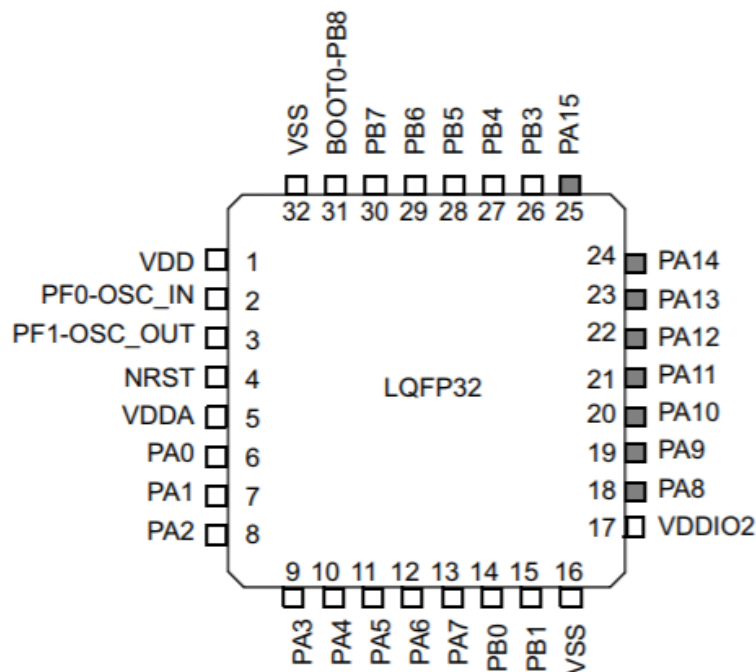 VSS
BOOT0-PB8
PB7
PB6
PB5
PB4
PB3
PA15
32 31 30 29 28 27 26 25
VDD 1
PF0-OSC_IN 2
PF1-OSC_OUT 3
NRST 4
VDDA 5
PA0 6
PA1 7
PA2 8
LQFP32
24 PA14
23 PA13
22 PA12
21 PA11
20 PA10
19 PA9
18 PA8
17 VDDIO2
9 10 11 12 13 14 15 16
PA3
PA4
PA5
PA6
PA7
PB0
PB1
VSS